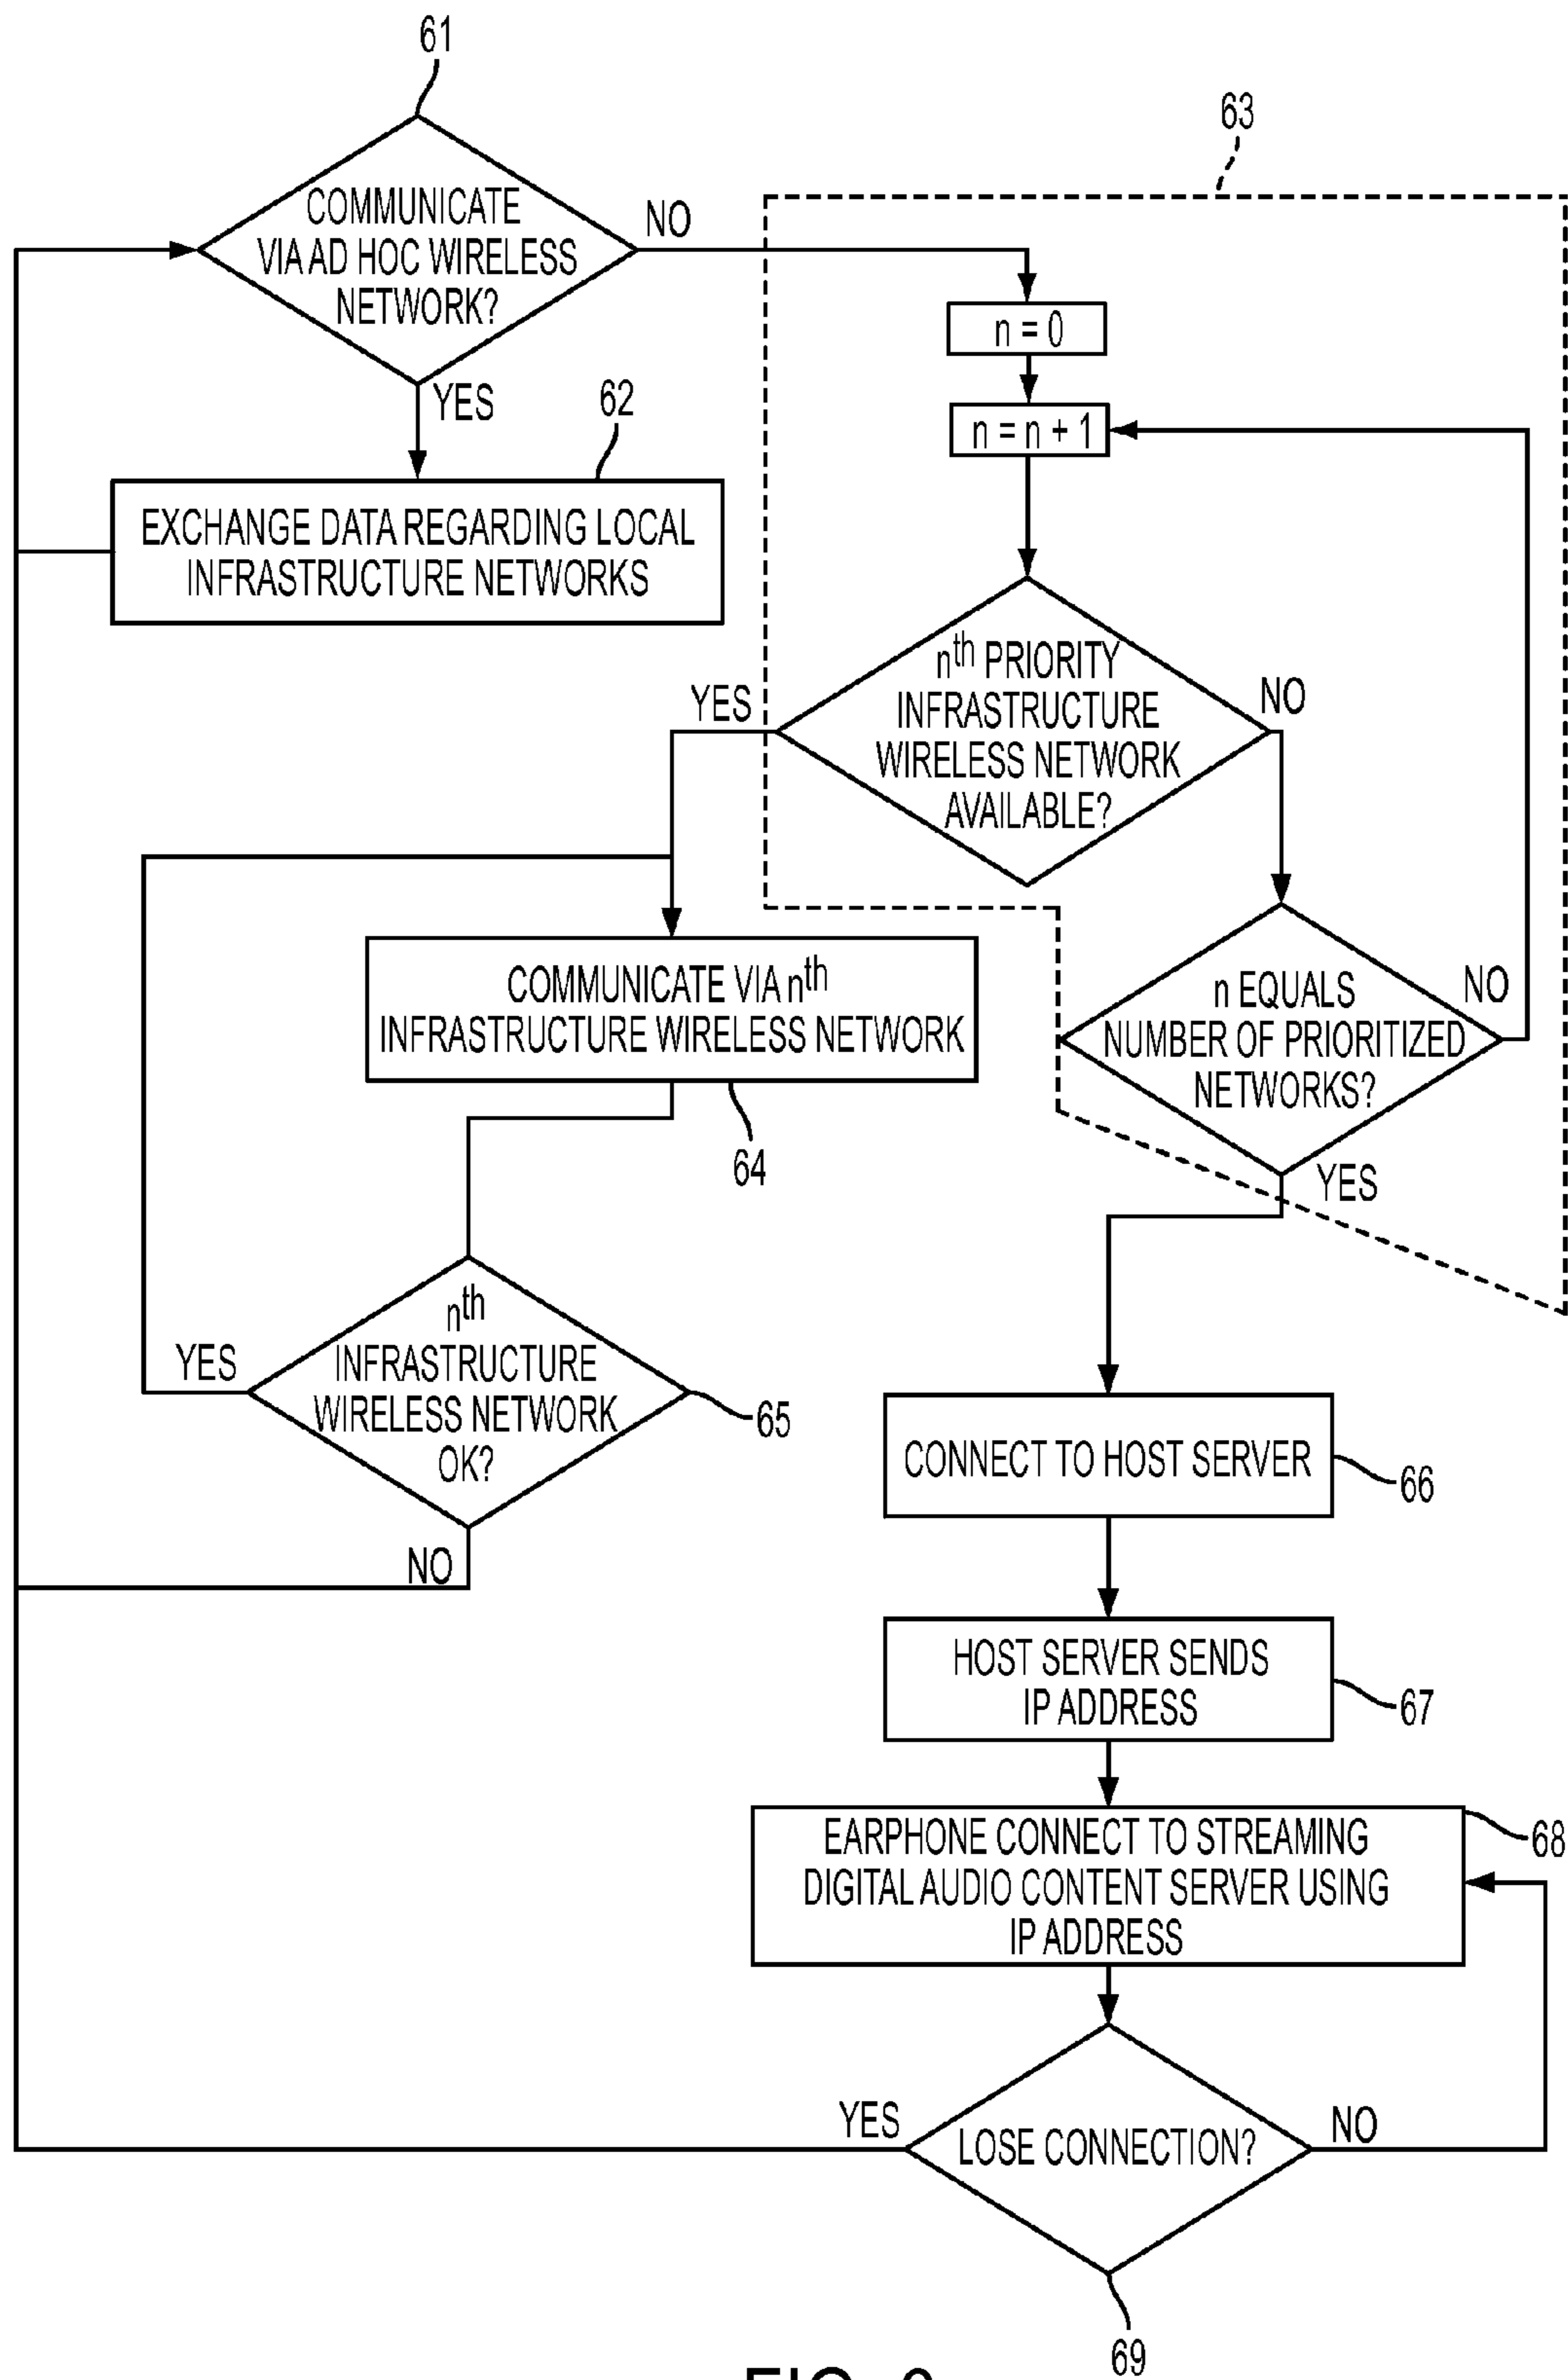 61
COMMUNICATE
VIA AD HOC WIRELESS
NETWORK?
NO
YES
62
EXCHANGE DATA REGARDING LOCAL
INFRASTRUCTURE NETWORKS
63
n = 0
n = n + 1
nth PRIORITY
INFRASTRUCTURE
WIRELESS NETWORK
AVAILABLE?
YES
NO
n EQUALS
NUMBER OF PRIORITIZED
NETWORKS?
NO
YES
COMMUNICATE VIA nth
INFRASTRUCTURE WIRELESS NETWORK
64
nth
INFRASTRUCTURE
WIRELESS NETWORK
OK?
YES
65
NO
CONNECT TO HOST SERVER
66
HOST SERVER SENDS
IP ADDRESS
67
EARPHONE CONNECT TO STREAMING
DIGITAL AUDIO CONTENT SERVER USING
IP ADDRESS
68
LOSE CONNECTION?
YES
NO
69
FIG.